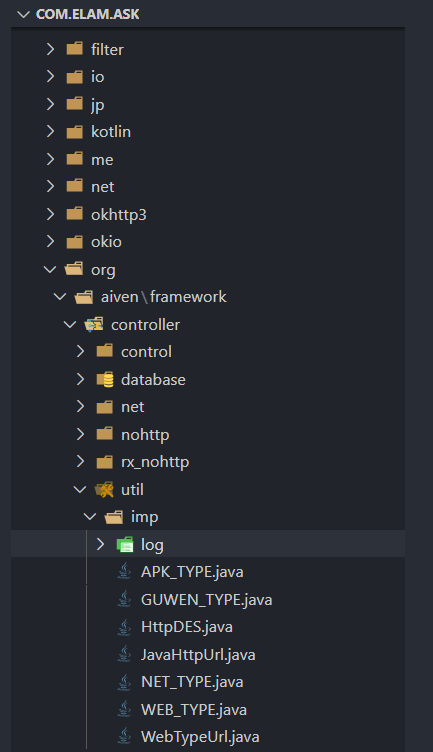 COM.ELAM.ASK
filter
io
jp
kotlin
me
net
okhttp3
okio
org
aiven\framework
controller
control
database
net
nohttp
rx_nohttp
util
imp
log
APK_TYPE.java
GUWEN_TYPE.java
HttpDES.java
JavaHttpUrl.java
NET_TYPE.java
WEB_TYPE.java
WebTypeUrl.java